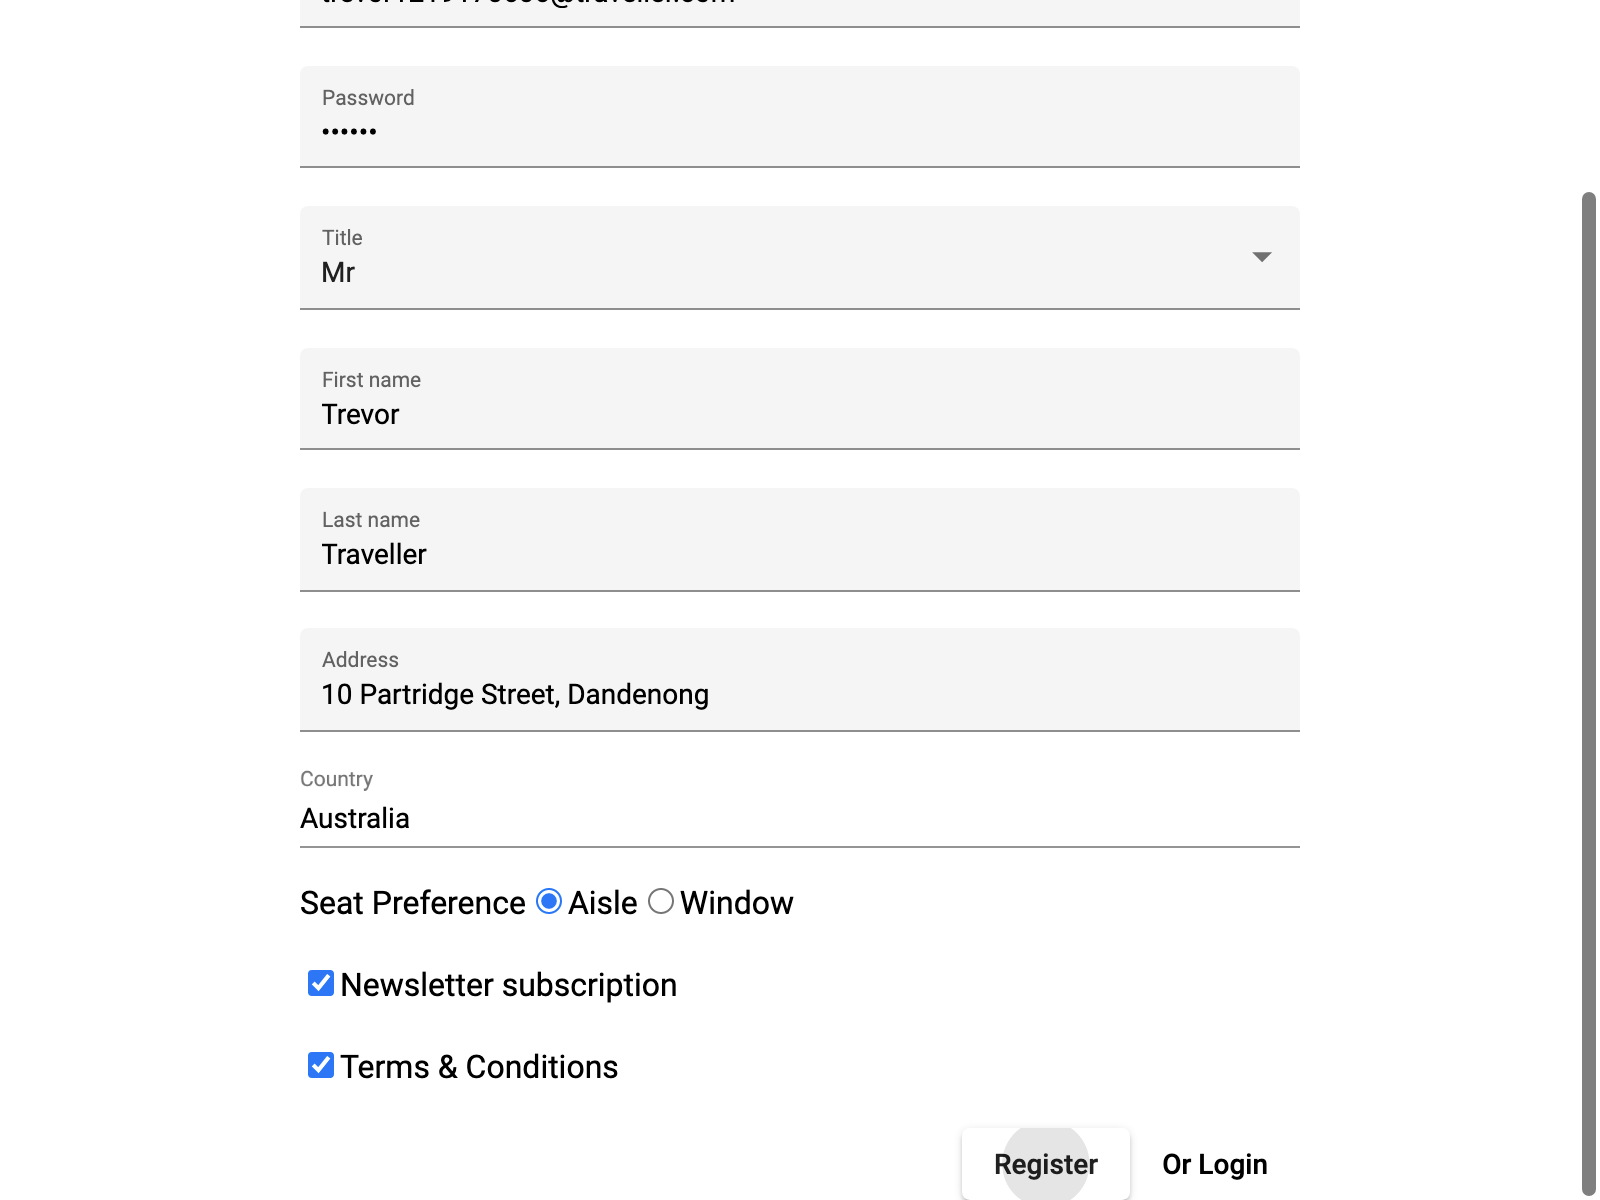 Password
••••••
Title
Mr
First name
Trevor
Last name
Traveller
Address
10 Partridge Street, Dandenong
Country
Australia
Seat Preference Aisle Window
Newsletter subscription
Terms & Conditions
Register Or Login